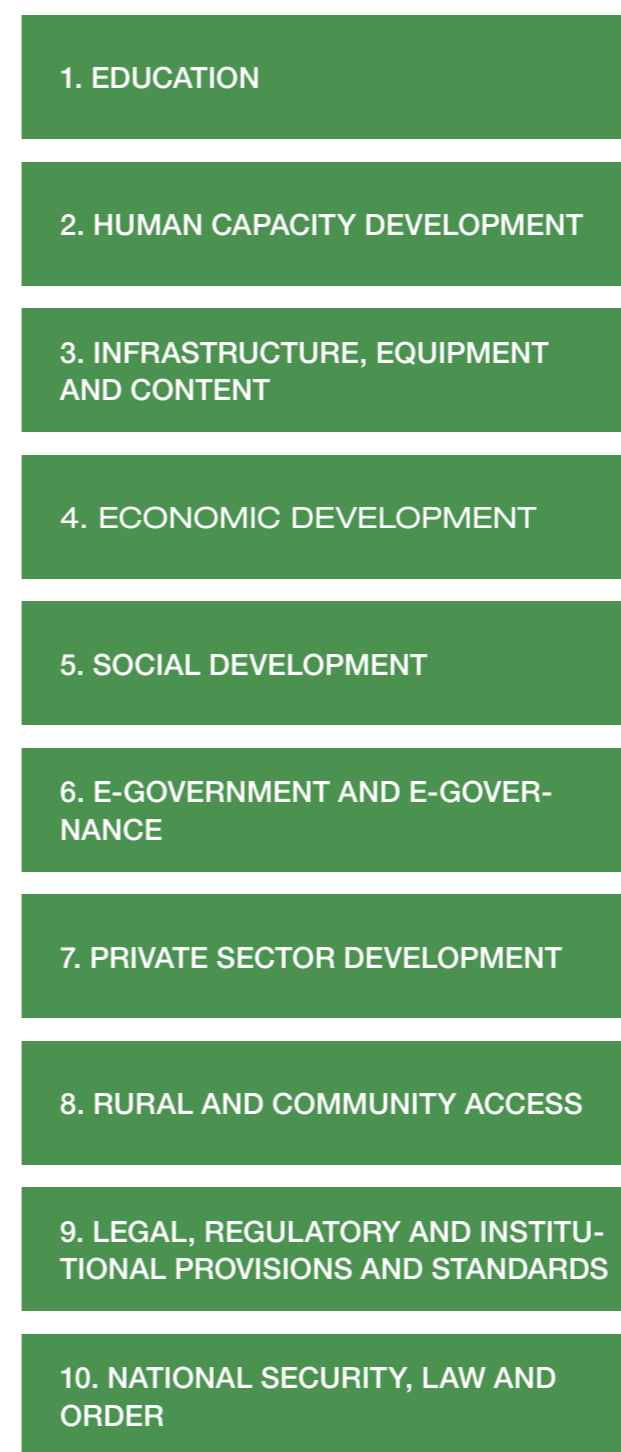 1. EDUCATION
2. HUMAN CAPACITY DEVELOPMENT
3. INFRASTRUCTURE, EQUIPMENT
AND CONTENT
4. ECONOMIC DEVELOPMENT
5. SOCIAL DEVELOPMENT
6. E-GOVERNMENT AND E-GOVER-
NANCE
7. PRIVATE SECTOR DEVELOPMENT
8. RURAL AND COMMUNITY ACCESS
9. LEGAL, REGULATORY AND INSTITU-
TIONAL PROVISIONS AND STANDARDS
10. NATIONAL SECURITY, LAW AND
ORDER